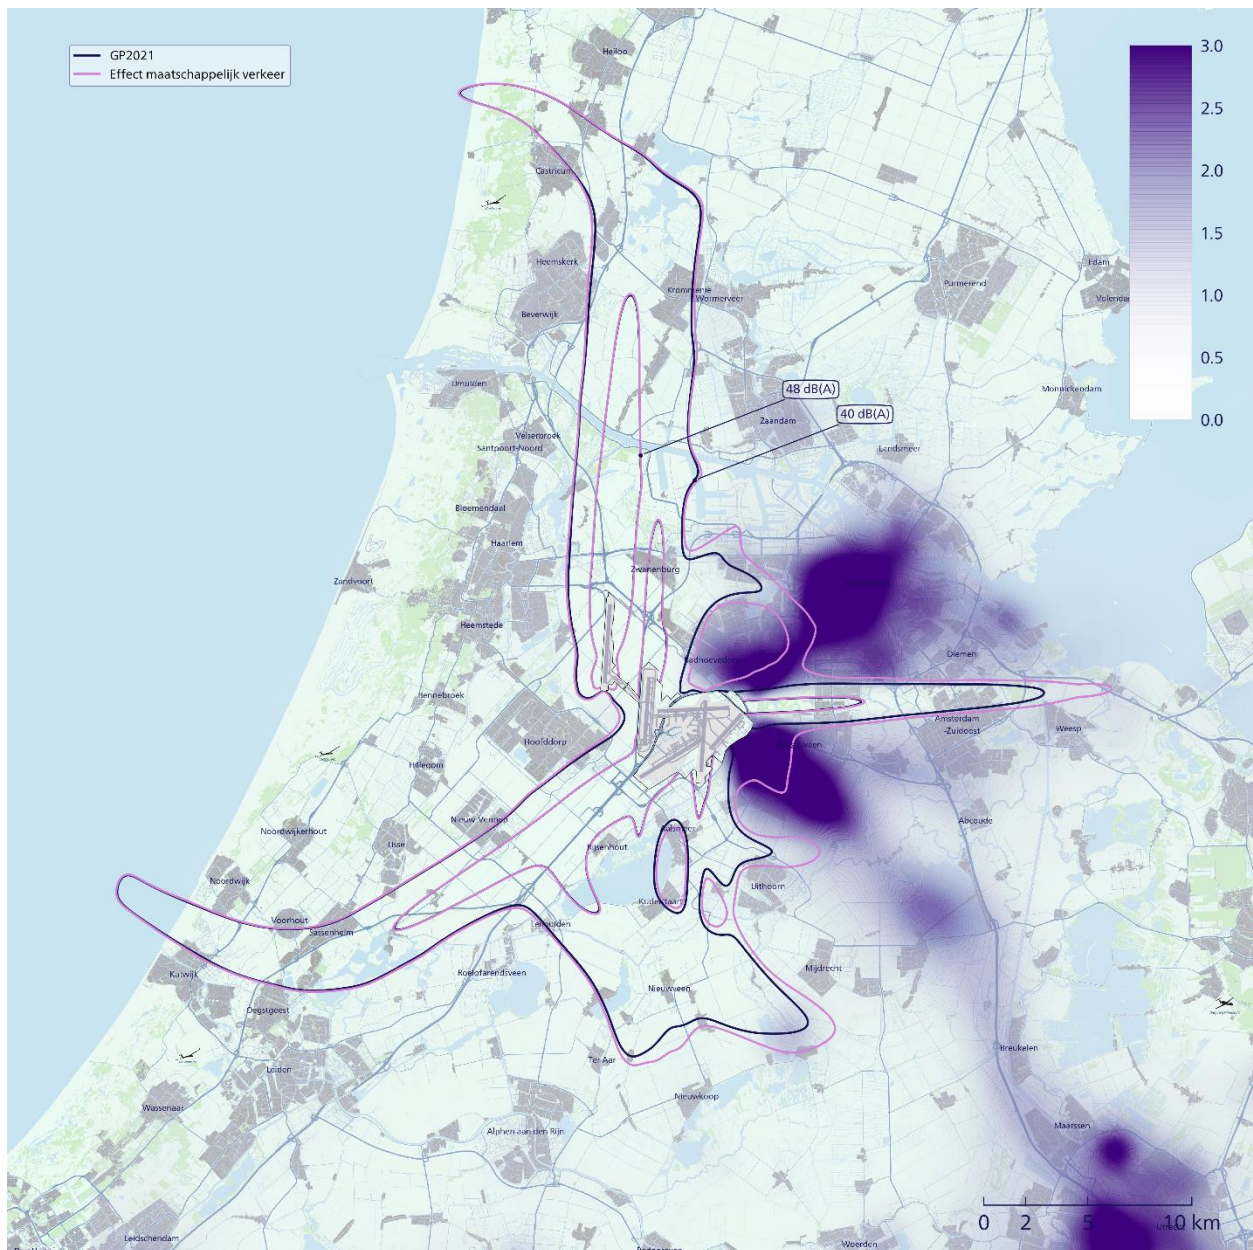 GP2021
Effect maatschappelijk verkeer
3.0
2.5
2.0
1.5
1.0
0.5
0.0
Heiloo
Castricum
Heemskerk
Krommenie
Wormerveer
Purmerend
Edam
Volendam
Beverwijk
IJmuiden
48 dB(A)
40 dB(A)
Monnickendam
Zaandam
Velserbroek
Santpoort-Noord
Landsmeer
Bloemendaal
Haarlem
Zwanenburg
Zandvoort
Heemstede
Badhoevedorp
Diemen
Bennebroek
Amsterdam
-Zuidoost
Weesp
Hoofddorp
Hillegom
Nieuw-Vennep
Abcoude
Aalsmeer
Noordwijkerhout
Lisse
Rijsenhout
Noordwijk
Uithoorn
Kudelstaart
Voorhout
Sassenheim
Leimuiden
Katwijk
Roelofarendsveen
Mijdrecht
Nieuwveen
Oegstgeest
Breukelen
Ter Aar
Leiden
Nieuwkoop
Wassenaar
Alphen aan den Rijn
Maarssen
0 2 5 10 km
Utrecht
Leidschendam
Woerden